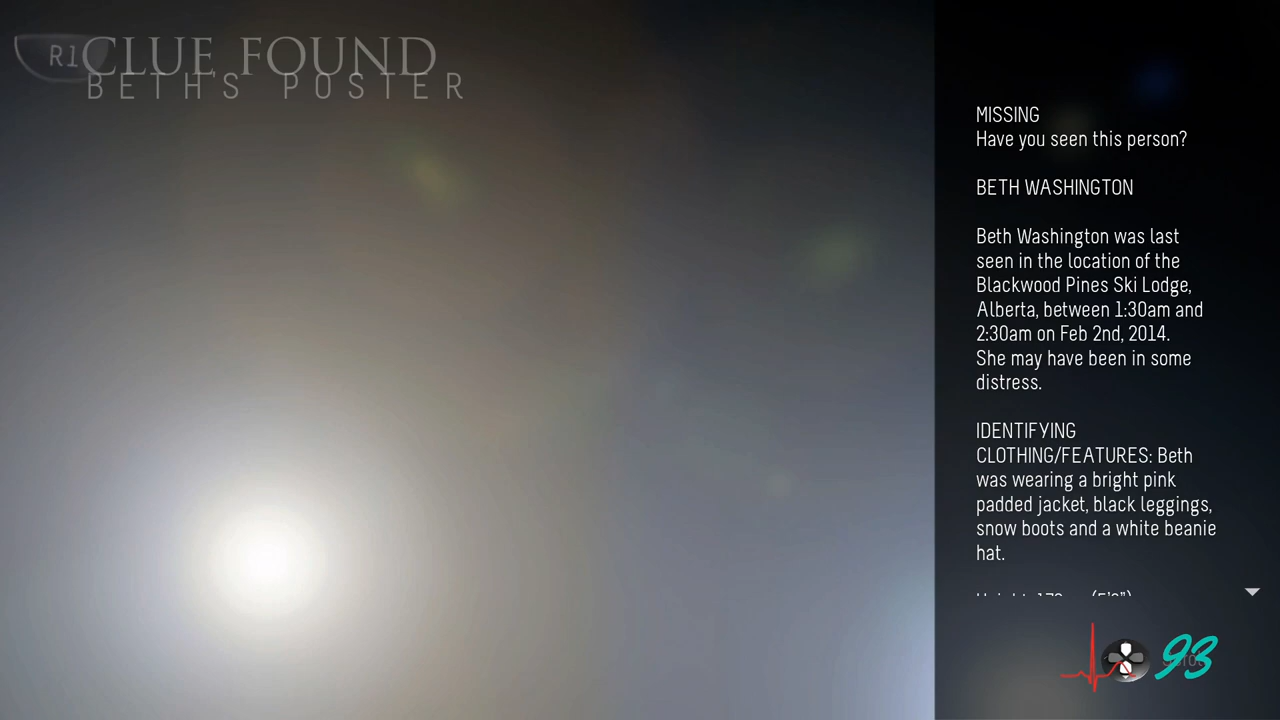 R1
CLUE FOUND
BETH'S POSTER
MISSING
Have you seen this person?
BETH WASHINGTON
Beth Washington was last
seen in the location of the
Blackwood Pines Ski Lodge,
Alberta, between 1:30am and
2:30am on Feb 2nd, 2014.
She may have been in some
distress.
IDENTIFYING
CLOTHING/FEATURES: Beth
was wearing a bright pink
padded jacket, black leggings,
snow boots and a white beanie
hat.
93